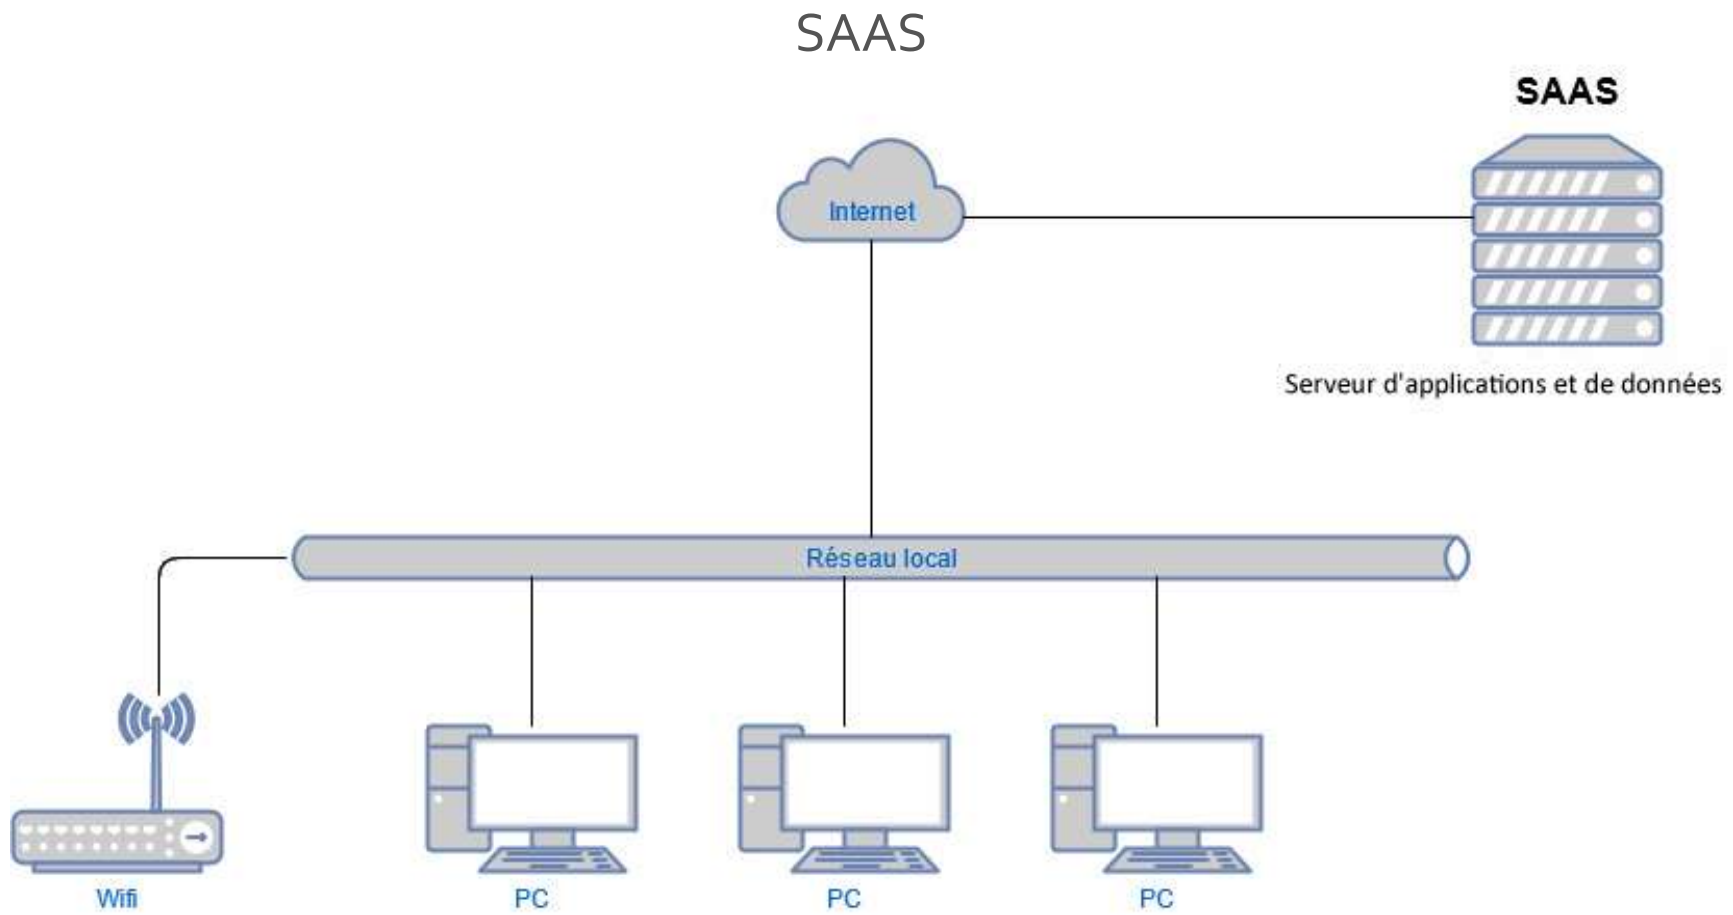 SAAS
SAAS
Internet
Serveur d'applications et de données
Réseau local
Wifi
PC
PC
PC